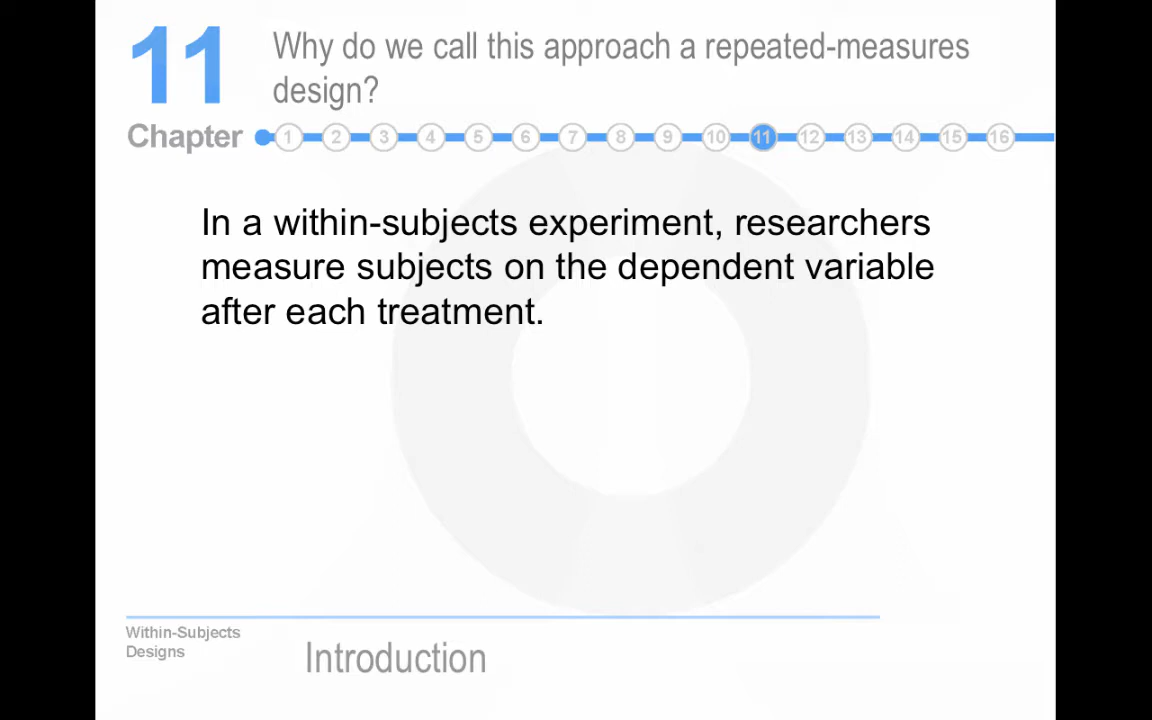 11
Why do we call this approach a repeated-measures
design?
Chapter
1 2 3 4 5 6 7 8 9 10 11 12 13 14 15 16
In a within-subjects experiment, researchers
measure subjects on the dependent variable
after each treatment.
Within-Subjects
Designs
Introduction